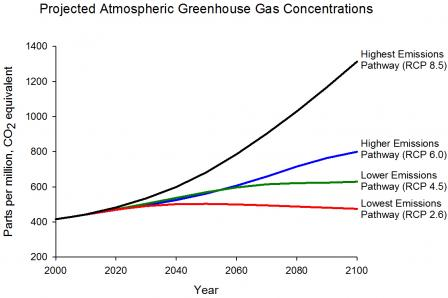 Projected Atmospheric Greenhouse Gas Concentrations
Parts per million, CO2 equivalent
1400
1200
1000
800
600
400
200
2000
2020
2040
2060
2080
2100
Year
Highest Emissions
Pathway (RCP 8.5)
Higher Emissions
Pathway (RCP 6.0)
Lower Emissions
Pathway (RCP 4.5)
Lowest Emissions
Pathway (RCP 2.6)